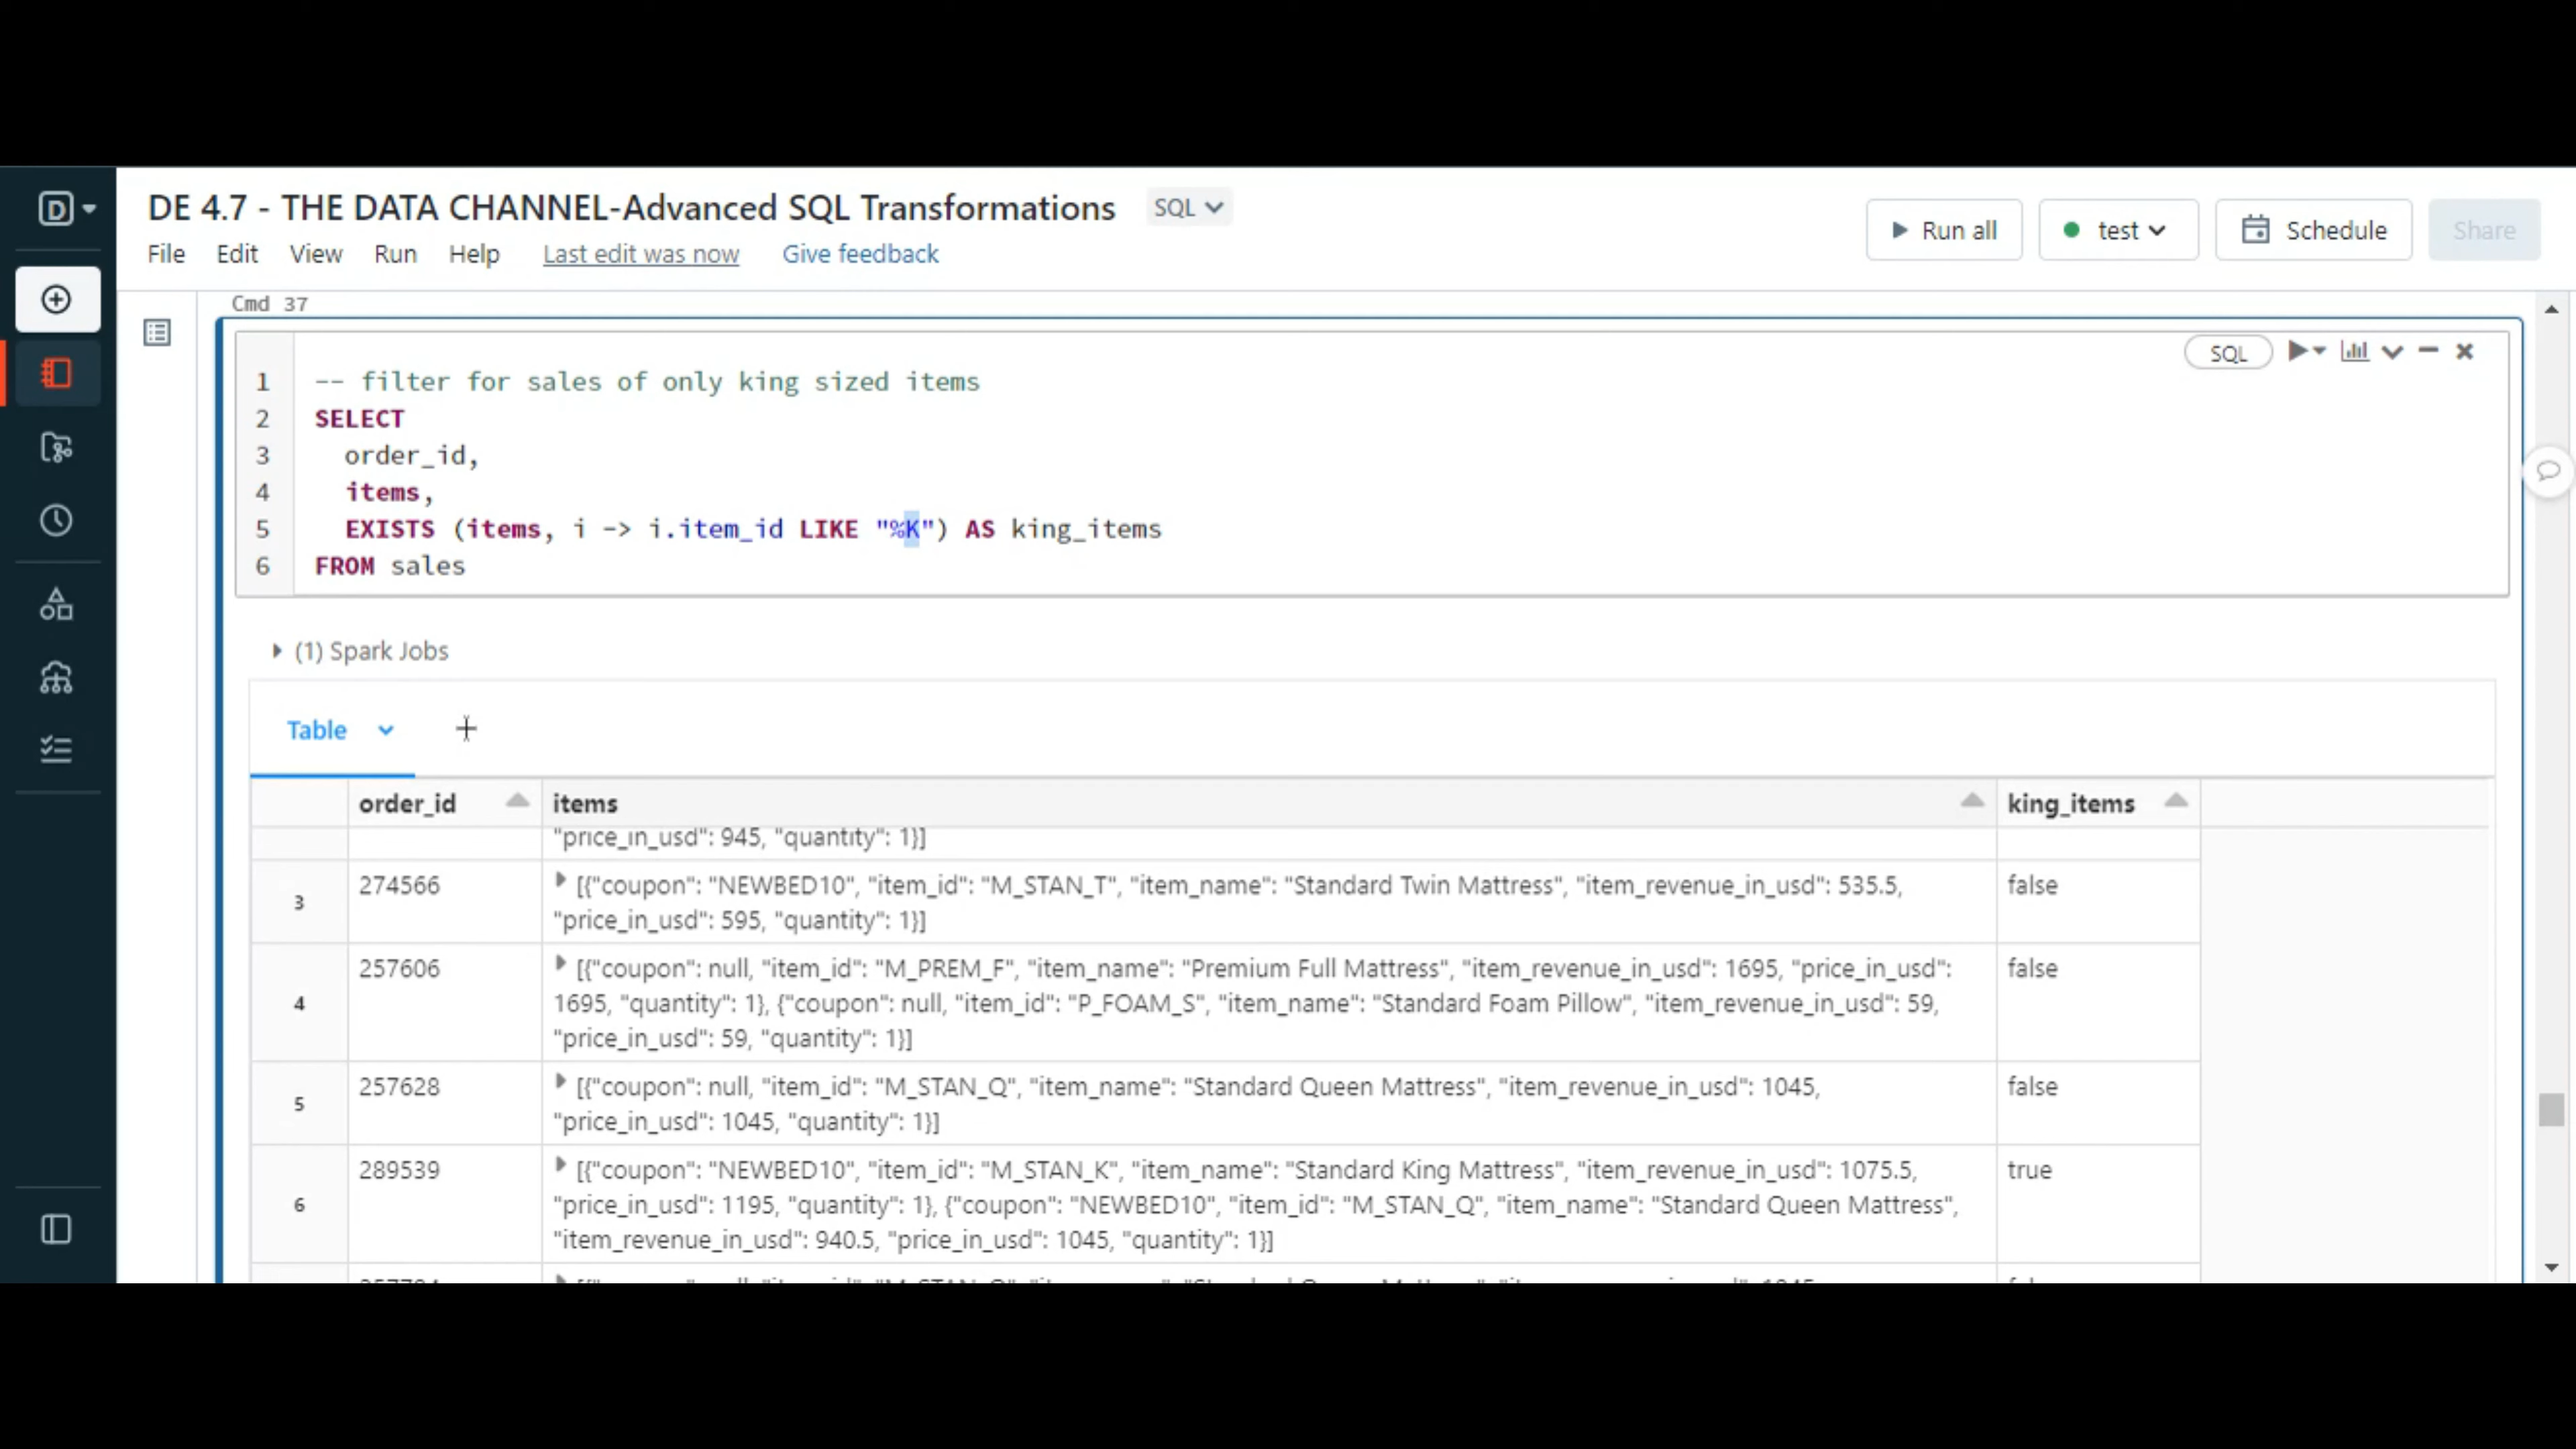 DE 4.7 - THE DATA CHANNEL-Advanced SQL Transformations SQL
File Edit View Run Help Last edit was now Give feedback
Run all test Schedule Share
Cmd 37
SQL
1 -- filter for sales of only king sized items
2 SELECT
3 order_id,
4 items,
5 EXISTS (items, i -> i.item_id LIKE "%K") AS king_items
6 FROM sales
(1) Spark Jobs
Table +
order_id items king_items
"price_in_usd": 945, "quantity": 1}]
3 274566 [{"coupon": "NEWBED10", "item_id": "M_STAN_T", "item_name": "Standard Twin Mattress", "item_revenue_in_usd": 535.5, false
"price_in_usd": 595, "quantity": 1}]
4 257606 [{"coupon": null, "item_id": "M_PREM_F", "item_name": "Premium Full Mattress", "item_revenue_in_usd": 1695, "price_in_usd": false
1695, "quantity": 1}, {"coupon": null, "item_id": "P_FOAM_S", "item_name": "Standard Foam Pillow", "item_revenue_in_usd": 59,
"price_in_usd": 59, "quantity": 1}]
5 257628 [{"coupon": null, "item_id": "M_STAN_Q", "item_name": "Standard Queen Mattress", "item_revenue_in_usd": 1045, false
"price_in_usd": 1045, "quantity": 1}]
6 289539 [{"coupon": "NEWBED10", "item_id": "M_STAN_K", "item_name": "Standard King Mattress", "item_revenue_in_usd": 1075.5, true
"price_in_usd": 1195, "quantity": 1}, {"coupon": "NEWBED10", "item_id": "M_STAN_Q", "item_name": "Standard Queen Mattress",
"item_revenue_in_usd": 940.5, "price_in_usd": 1045, "quantity": 1}]